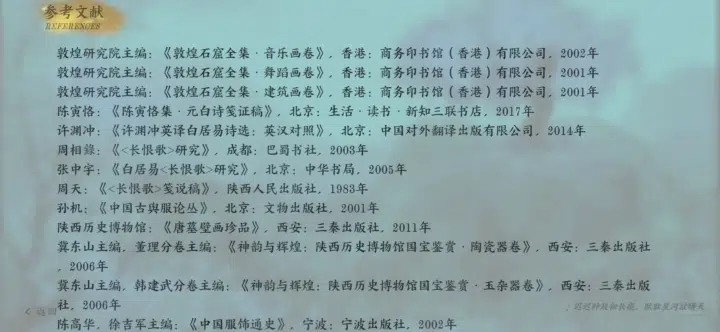 参考文献
REFERENCES
敦煌研究院主编：《敦煌石窟全集·音乐画卷》，香港：商务印书馆（香港）有限公司，2002年
敦煌研究院主编：《敦煌石窟全集·舞蹈画卷》，香港：商务印书馆（香港）有限公司，2001年
敦煌研究院主编：《敦煌石窟全集·建筑画卷》，香港：商务印书馆（香港）有限公司，2001年
陈寅恪：《陈寅恪集·元白诗笺证稿》，北京：生活·读书·新知三联书店，2017年
许渊冲：《许渊冲英译白居易诗选：英汉对照》，北京：中国对外翻译出版有限公司，2014年
周相錄：《<长恨歌>研究》，成都：巴蜀书社，2003年
张中宇：《白居易<长恨歌>研究》，北京：中华书局，2005年
周天：《<长恨歌>笺说稿》，陕西人民出版社，1983年
孙机：《中国古舆服论丛》，北京：文物出版社，2001年
陕西历史博物馆：《唐墓壁画珍品》，西安：三秦出版社，2011年
冀东山主编，董理分卷主编：《神韵与辉煌：陕西历史博物馆国宝鉴赏·陶瓷器卷》，西安：三秦出版社
，2006年
冀东山主编，韩建武分卷主编：《神韵与辉煌：陕西历史博物馆国宝鉴赏·玉杂器卷》，西安：三秦出版
社，2006年
返回
陈高华，徐吉军主编：《中国服饰通史》，宁波：宁波出版社，2002年